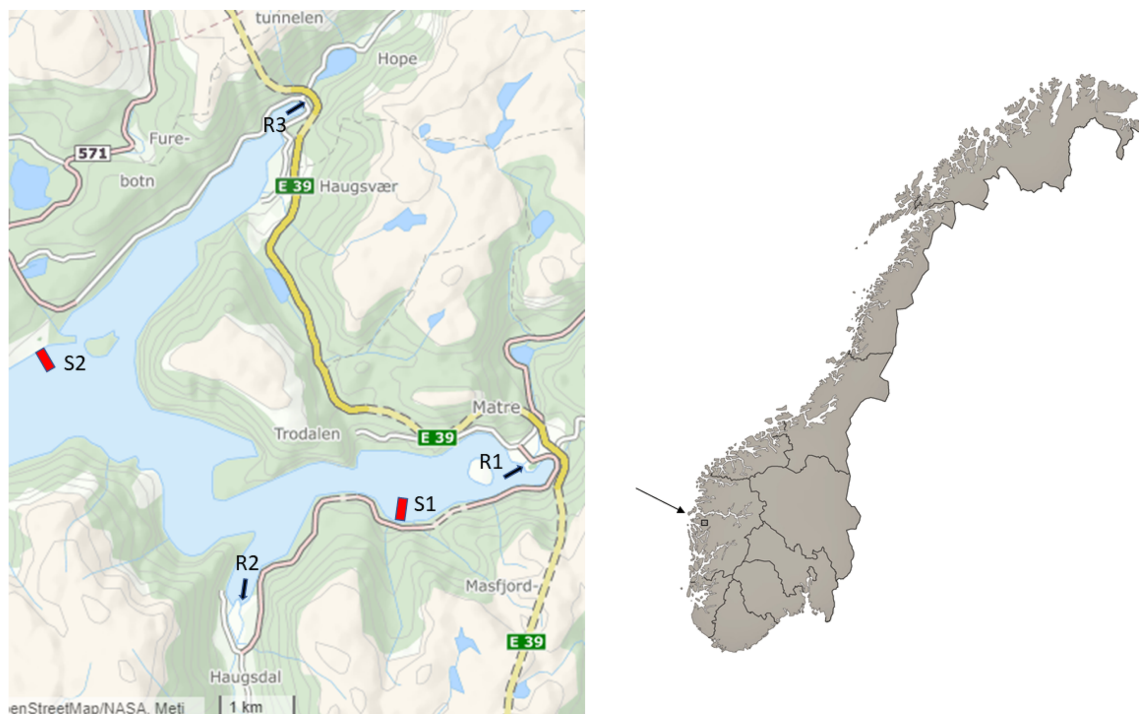 tunnelen
Hope
R3
Fure-
571
botn
E 39
Haugsvær
S2
Matre
Trodalen
E 39
R1
S1
R2
Masfjord-
E 39
Haugsdal
enStreetMap/NASA, Meti
1 km